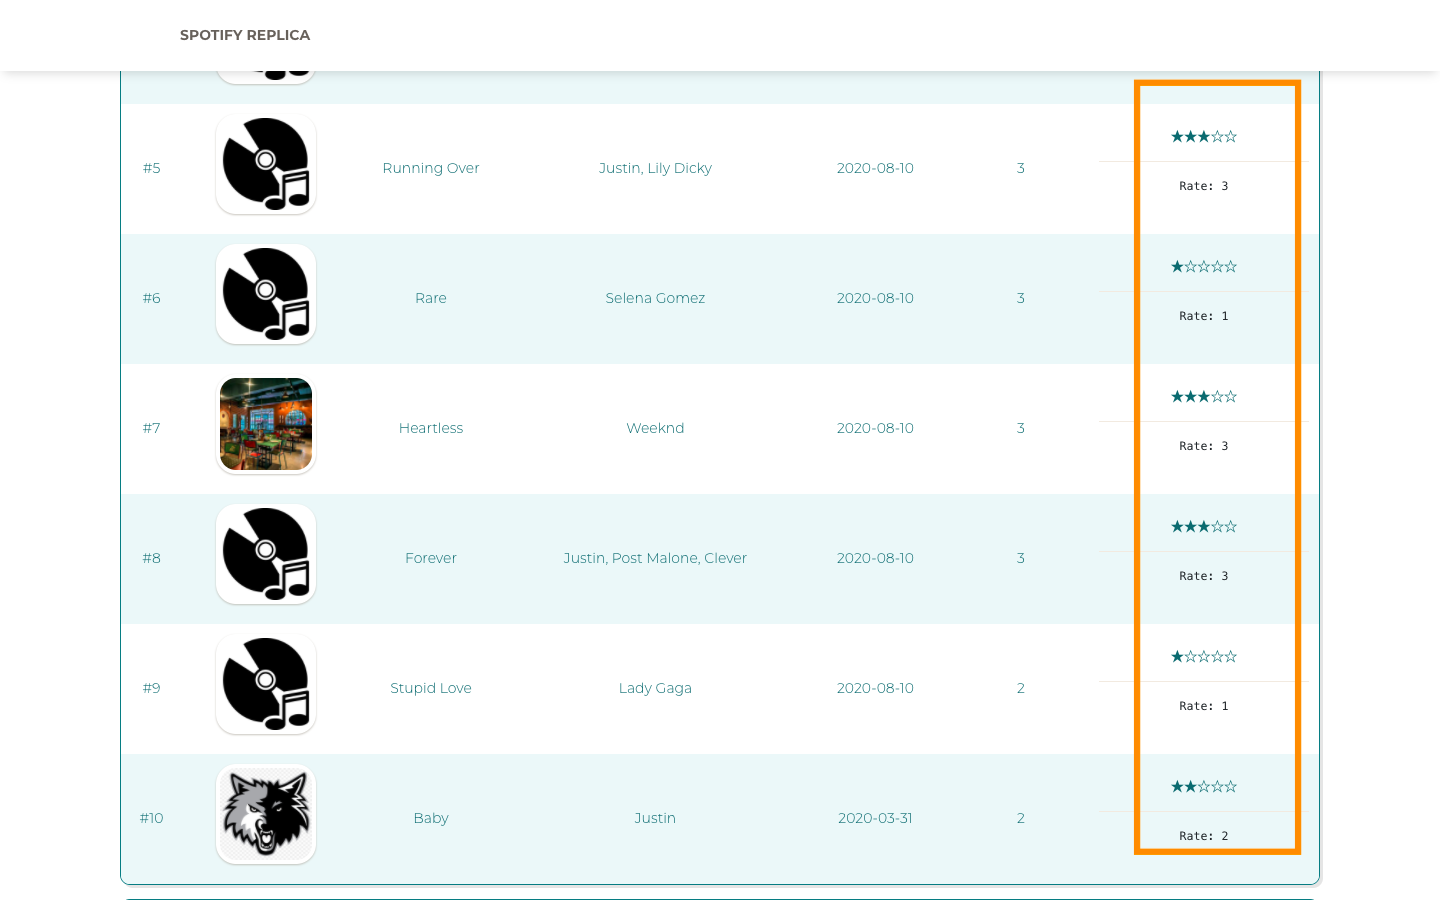 SPOTIFY REPLICA
#5 Running Over Justin, Lily Dicky 2020-08-10 3 ★★★☆☆
Rate: 3
#6 Rare Selena Gomez 2020-08-10 3 ★☆☆☆☆
Rate: 1
#7 Heartless Weeknd 2020-08-10 3 ★★★☆☆
Rate: 3
#8 Forever Justin, Post Malone, Clever 2020-08-10 3 ★★★☆☆
Rate: 3
#9 Stupid Love Lady Gaga 2020-08-10 2 ★☆☆☆☆
Rate: 1
#10 Baby Justin 2020-03-31 2 ★★☆☆☆
Rate: 2